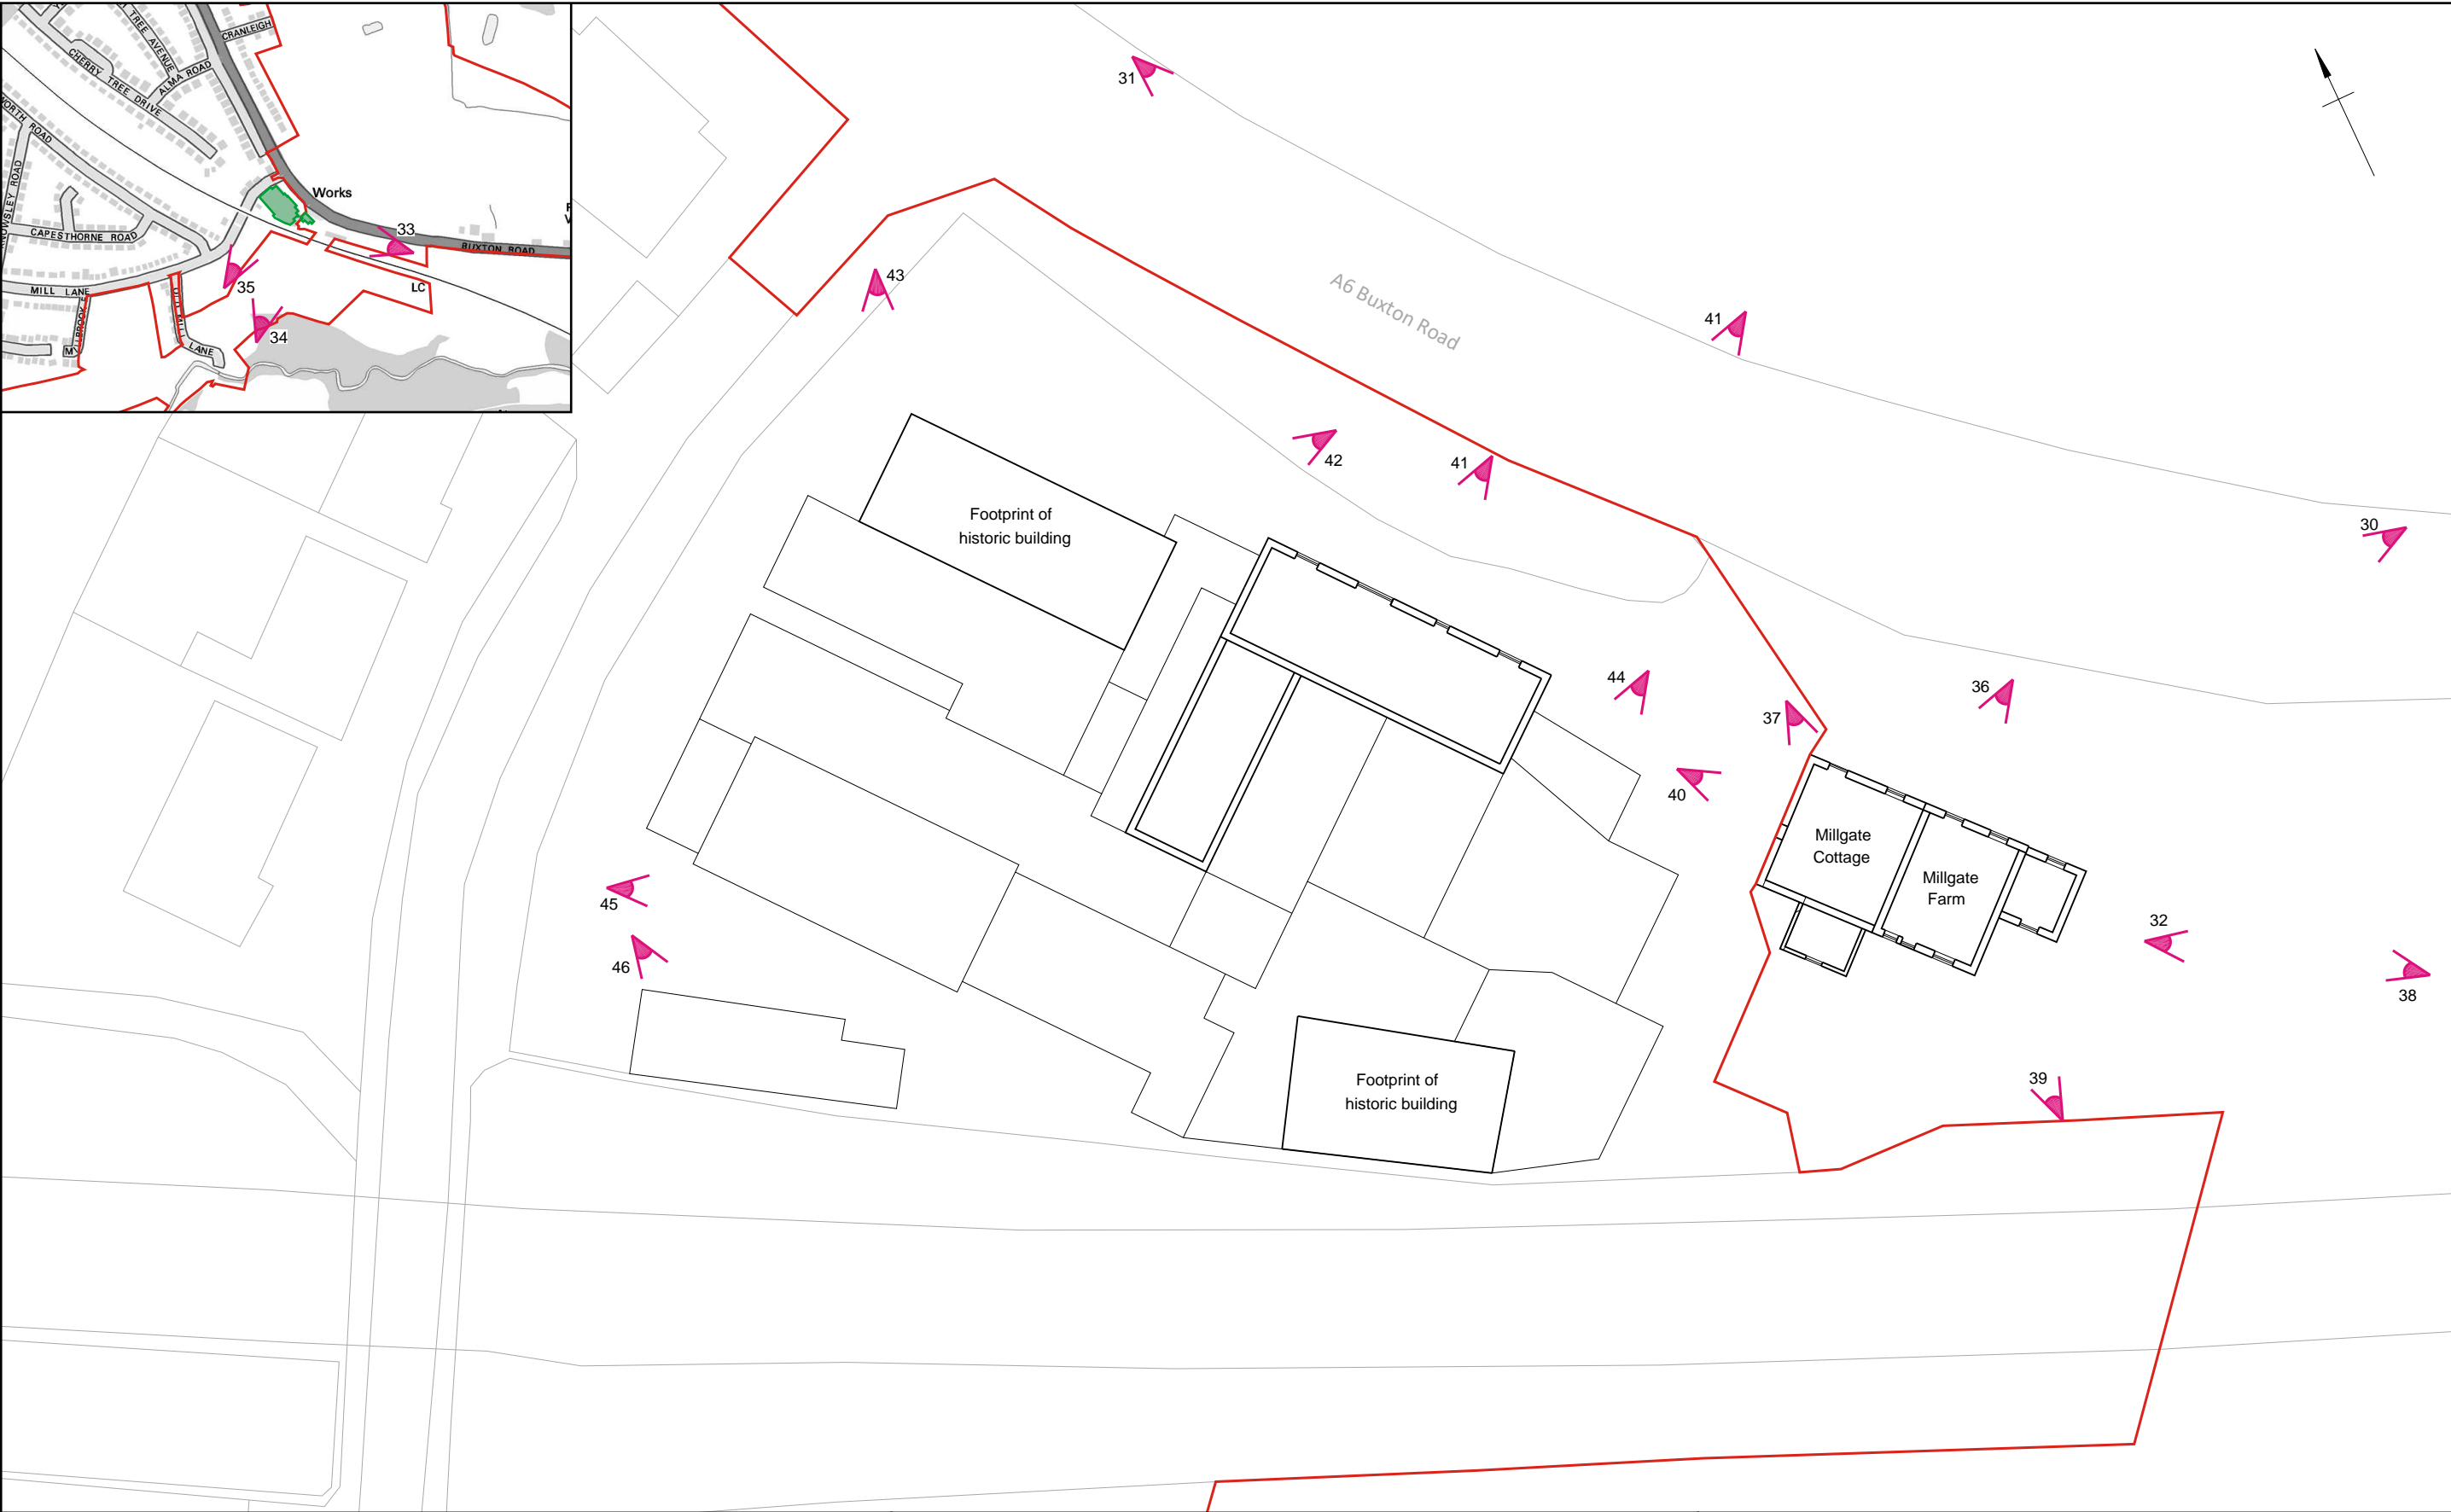 CRANLEIGH
TREE AVENUE
CHERRY TREE DRIVE
ALMA ROAD
ROAD
CAPESTHORNE ROAD
Works
33
BUXTON ROAD
35
MILL LANE
LC
34
LANE
31
43
A6 Buxton Road
41
42
41
30
Footprint of
historic building
44
36
37
40
Millgate
Cottage
Millgate
Farm
45
32
46
38
Footprint of
historic building
39